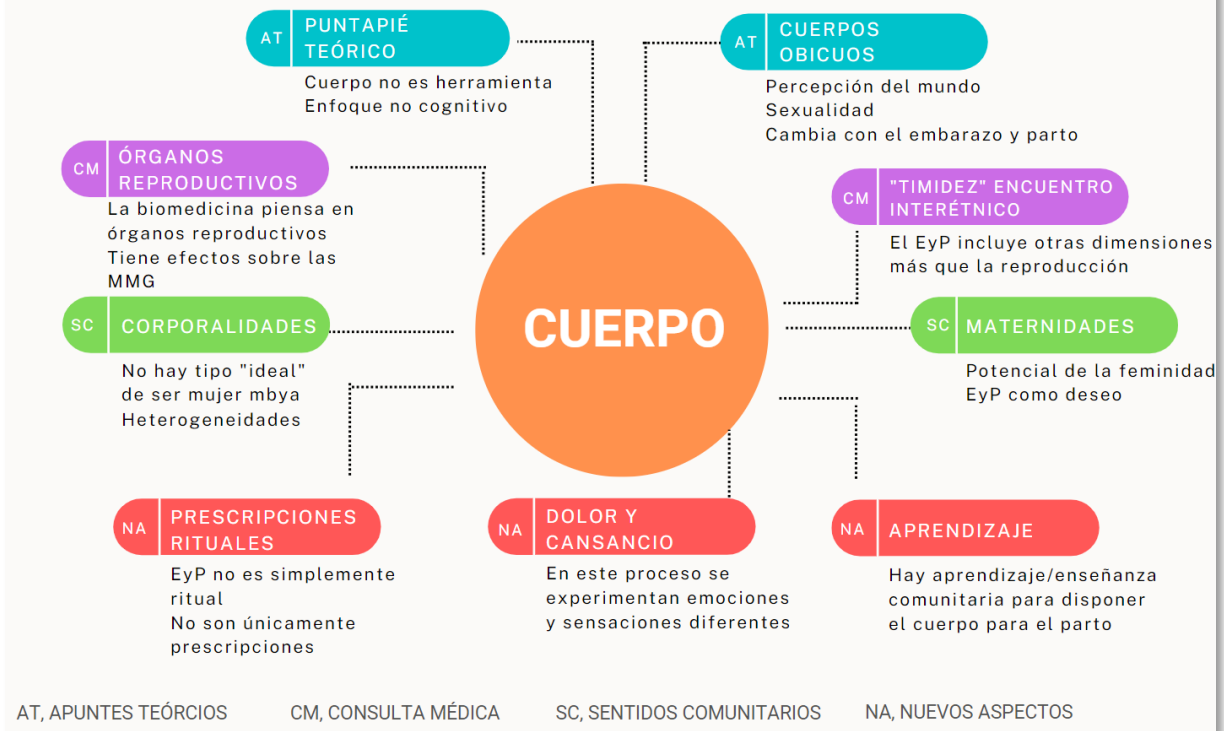 AT
PUNTAPIÉ
TEÓRICO
Cuerpo no es herramienta
Enfoque no cognitivo
AT
CUERPOS
OBICUOS
Percepción del mundo
Sexualidad
Cambia con el embarazo y parto
CM
ÓRGANOS
REPRODUCTIVOS
La biomedicina piensa en
órganos reproductivos
Tiene efectos sobre las
MMG
CM
"TIMIDEZ" ENCUENTRO
INTERÉTNICO
El EyP incluye otras dimensiones
más que la reproducción
CUERPO
SC
CORPORALIDADES
No hay tipo "ideal"
de ser mujer mbya
Heterogeneidades
SC
MATERNIDADES
Potencial de la feminidad
EyP como deseo
NA
PRESCRIPCIONES
RITUALES
EyP no es simplemente
ritual
No son únicamente
prescripciones
NA
DOLOR Y
CANSANCIO
En este proceso se
experimentan emociones
y sensaciones diferentes
NA
APRENDIZAJE
Hay aprendizaje/enseñanza
comunitaria para disponer
el cuerpo para el parto
AT, APUNTES TEÓRCIOS
CM, CONSULTA MÉDICA
SC, SENTIDOS COMUNITARIOS
NA, NUEVOS ASPECTOS